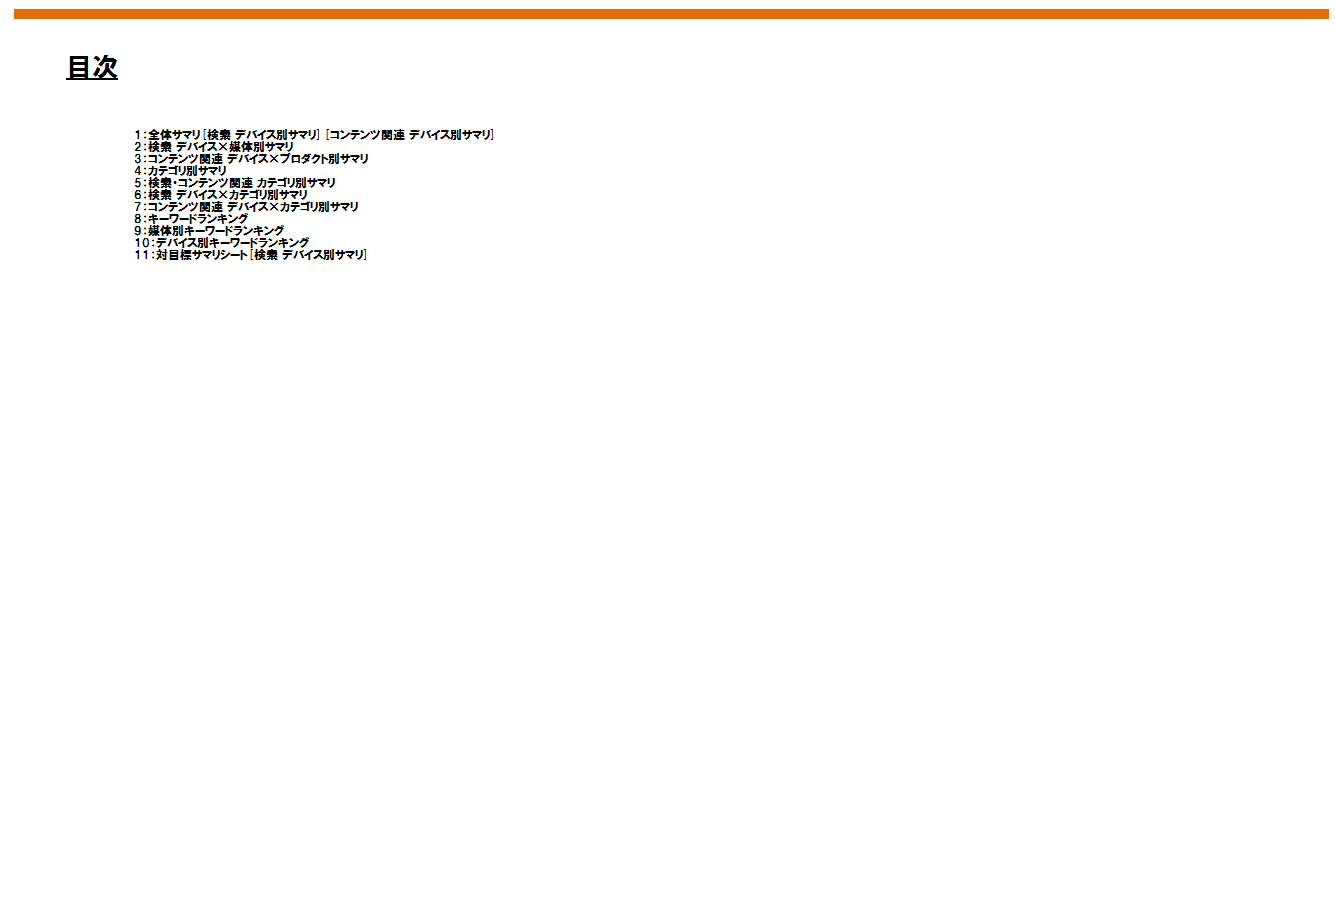 目次
1：全体サマリ［検索 デバイス別サマリ］［コンテンツ関連 デバイス別サマリ］
2：検索 デバイス×媒体別サマリ
3：コンテンツ関連 デバイス×プロダクト別サマリ
4：カテゴリ別サマリ
5：検索・コンテンツ関連 カテゴリ別サマリ
6：検索 デバイス×カテゴリ別サマリ
7：コンテンツ関連 デバイス×カテゴリ別サマリ
8：キーワードランキング
9：媒体別キーワードランキング
10：デバイス別キーワードランキング
11：対目標サマリシート［検索 デバイス別サマリ］